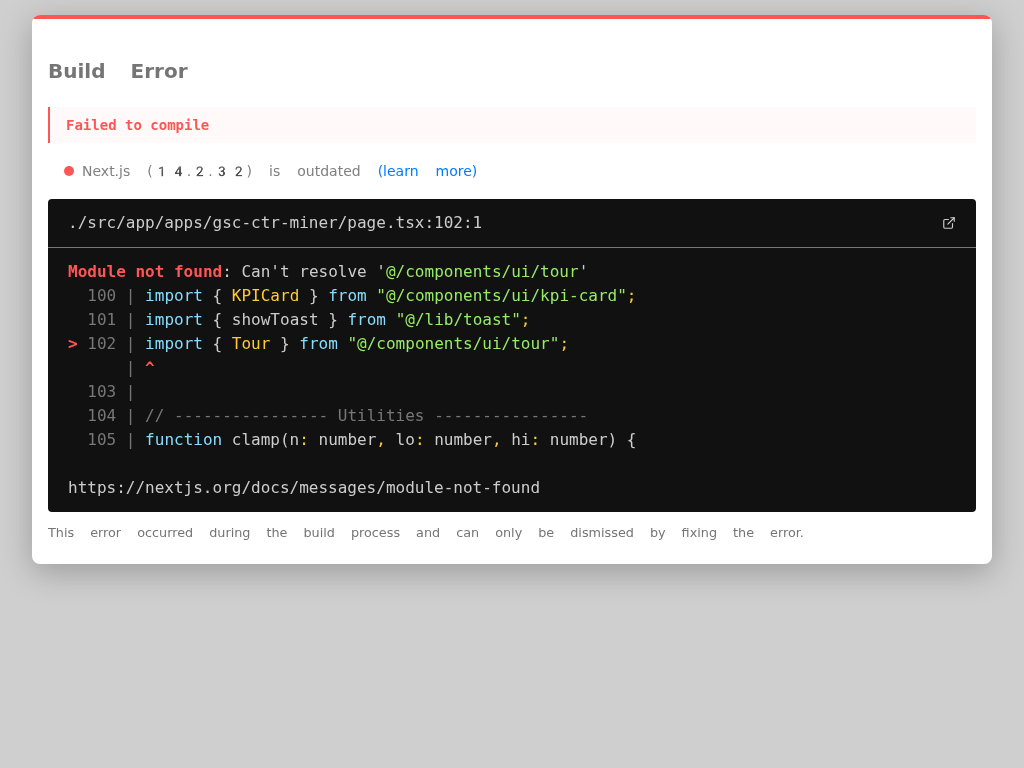 Build Error
Failed to compile
Next.js (14.2.32) is outdated (learn more)
./src/app/apps/gsc-ctr-miner/page.tsx:102:1
Module not found: Can't resolve '@/components/ui/tour'
100 | import { KPICard } from "@/components/ui/kpi-card";
101 | import { showToast } from "@/lib/toast";
> 102 | import { Tour } from "@/components/ui/tour";
| ^
103 |
104 | // ---------------- Utilities ----------------
105 | function clamp(n: number, lo: number, hi: number) {
https://nextjs.org/docs/messages/module-not-found
This error occurred during the build process and can only be dismissed by fixing the error.